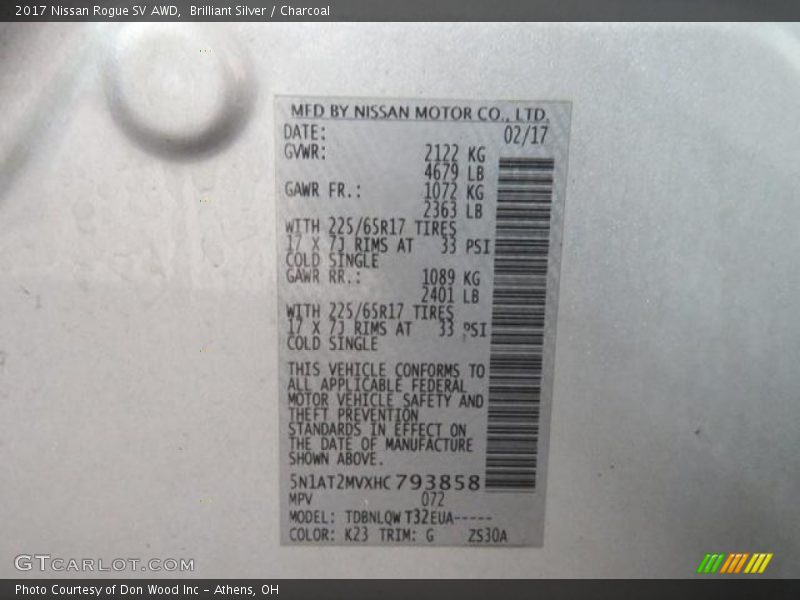 2017 Nissan Rogue SV AWD,  Brilliant Silver / Charcoal
MFD BY NISSAN MOTOR CO., LTD.
DATE: 02/17
GVWR: 2122 KG
4679 LB
GAWR FR.: 1072 KG
2363 LB
WITH 225/65R17 TIRES
17 X 7J RIMS AT 33 PSI
COLD SINGLE
GAWR RR.: 1089 KG
2401 LB
WITH 225/65R17 TIRES
17 X 7J RIMS AT 33 PSI
COLD SINGLE
THIS VEHICLE CONFORMS TO
ALL APPLICABLE FEDERAL
MOTOR VEHICLE SAFETY AND
THEFT PREVENTION
STANDARDS IN EFFECT ON
THE DATE OF MANUFACTURE
SHOWN ABOVE.
5N1AT2MVXHC793858
MPV 072
MODEL: TDBNLQW T32EUA-----
COLOR: K23 TRIM: G ZS30A
GTCARLOT.COM
Photo Courtesy of Don Wood Inc - Athens, OH